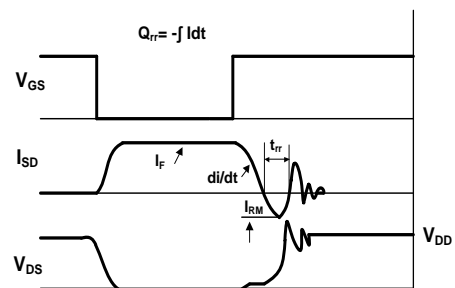 Qrr= -∫ Idt
VGS
ISD
IF
di/dt
trr
IRM
VDD
VDS